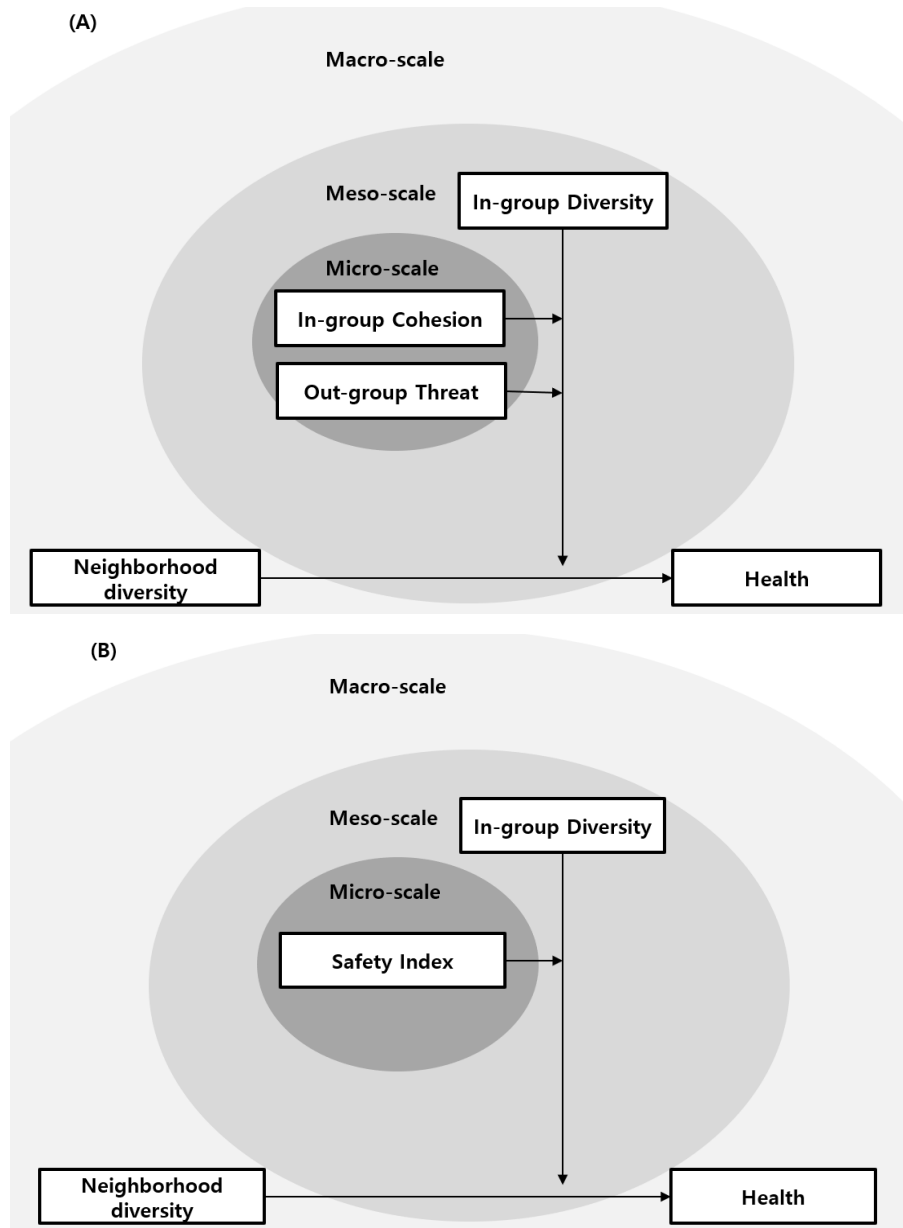 (A)
Macro-scale
Meso-scale
In-group Diversity
Micro-scale
In-group Cohesion
Out-group Threat
Neighborhood
diversity
Health
(B)
Macro-scale
Meso-scale
In-group Diversity
Micro-scale
Safety Index
Neighborhood
diversity
Health